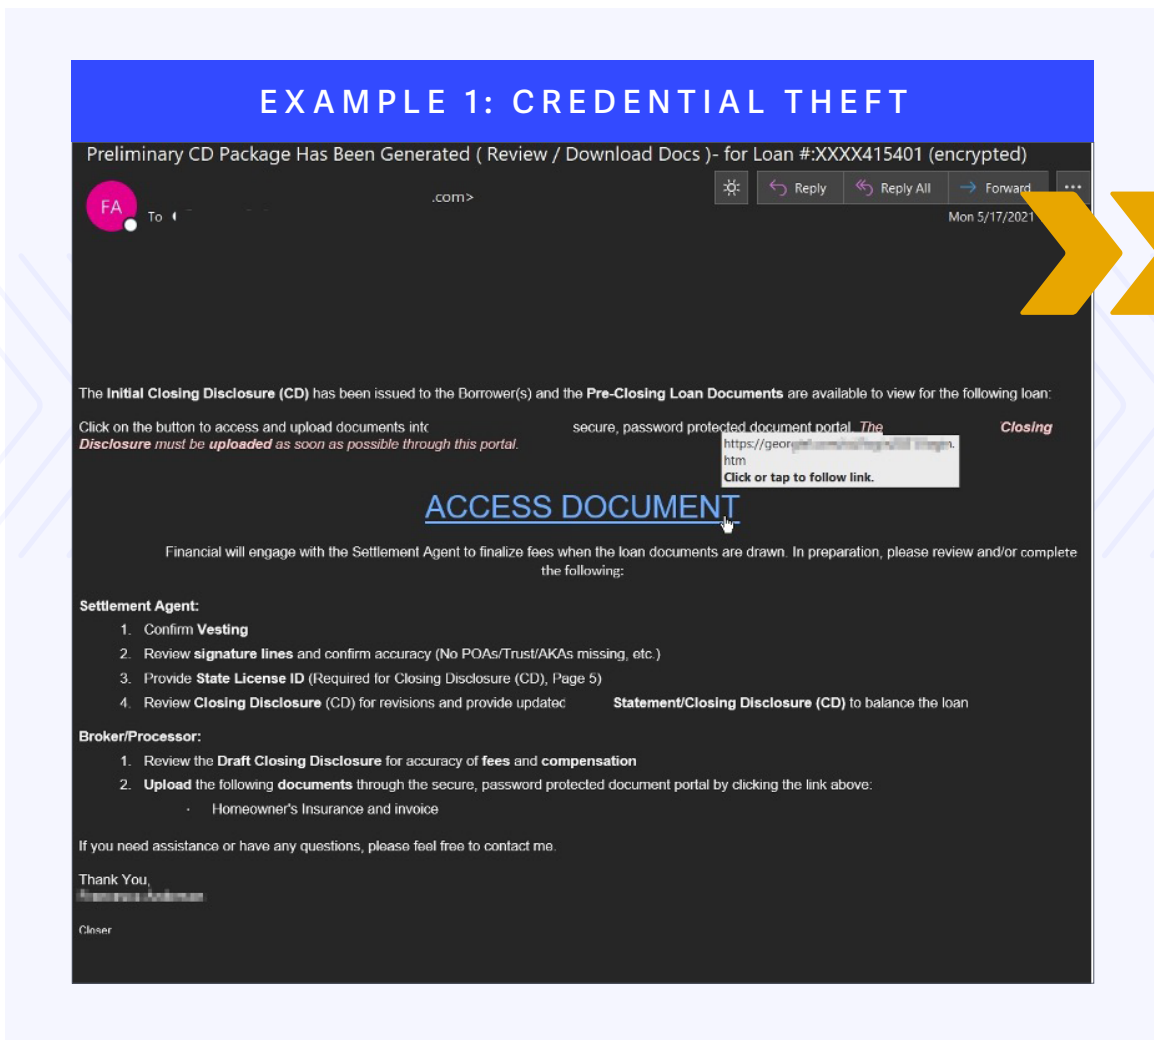 EXAMPLE 1: CREDENTIAL THEFT
Preliminary CD Package Has Been Generated ( Review / Download Docs )- for Loan #:XXXX415401 (encrypted)
FA
.com>
Reply
Reply All
Forward
To
Mon 5/17/2021
The Initial Closing Disclosure (CD) has been issued to the Borrower(s) and the Pre-Closing Loan Documents are available to view for the following loan:
Click on the button to access and upload documents into secure, password protected document portal. The Closing
Disclosure must be uploaded as soon as possible through this portal.
https://geor
htm
Click or tap to follow link.
ACCESS DOCUMENT
Financial will engage with the Settlement Agent to finalize fees when the loan documents are drawn. In preparation, please review and/or complete
the following:
Settlement Agent:
1. Confirm Vesting
2. Review signature lines and confirm accuracy (No POAs/Trust/AKAs missing, etc.)
3. Provide State License ID (Required for Closing Disclosure (CD), Page 5)
4. Review Closing Disclosure (CD) for revisions and provide updated Statement/Closing Disclosure (CD) to balance the loan
Broker/Processor:
1. Review the Draft Closing Disclosure for accuracy of fees and compensation
2. Upload the following documents through the secure, password protected document portal by clicking the link above:
· Homeowner's Insurance and invoice
If you need assistance or have any questions, please feel free to contact me.
Thank You,
Closer